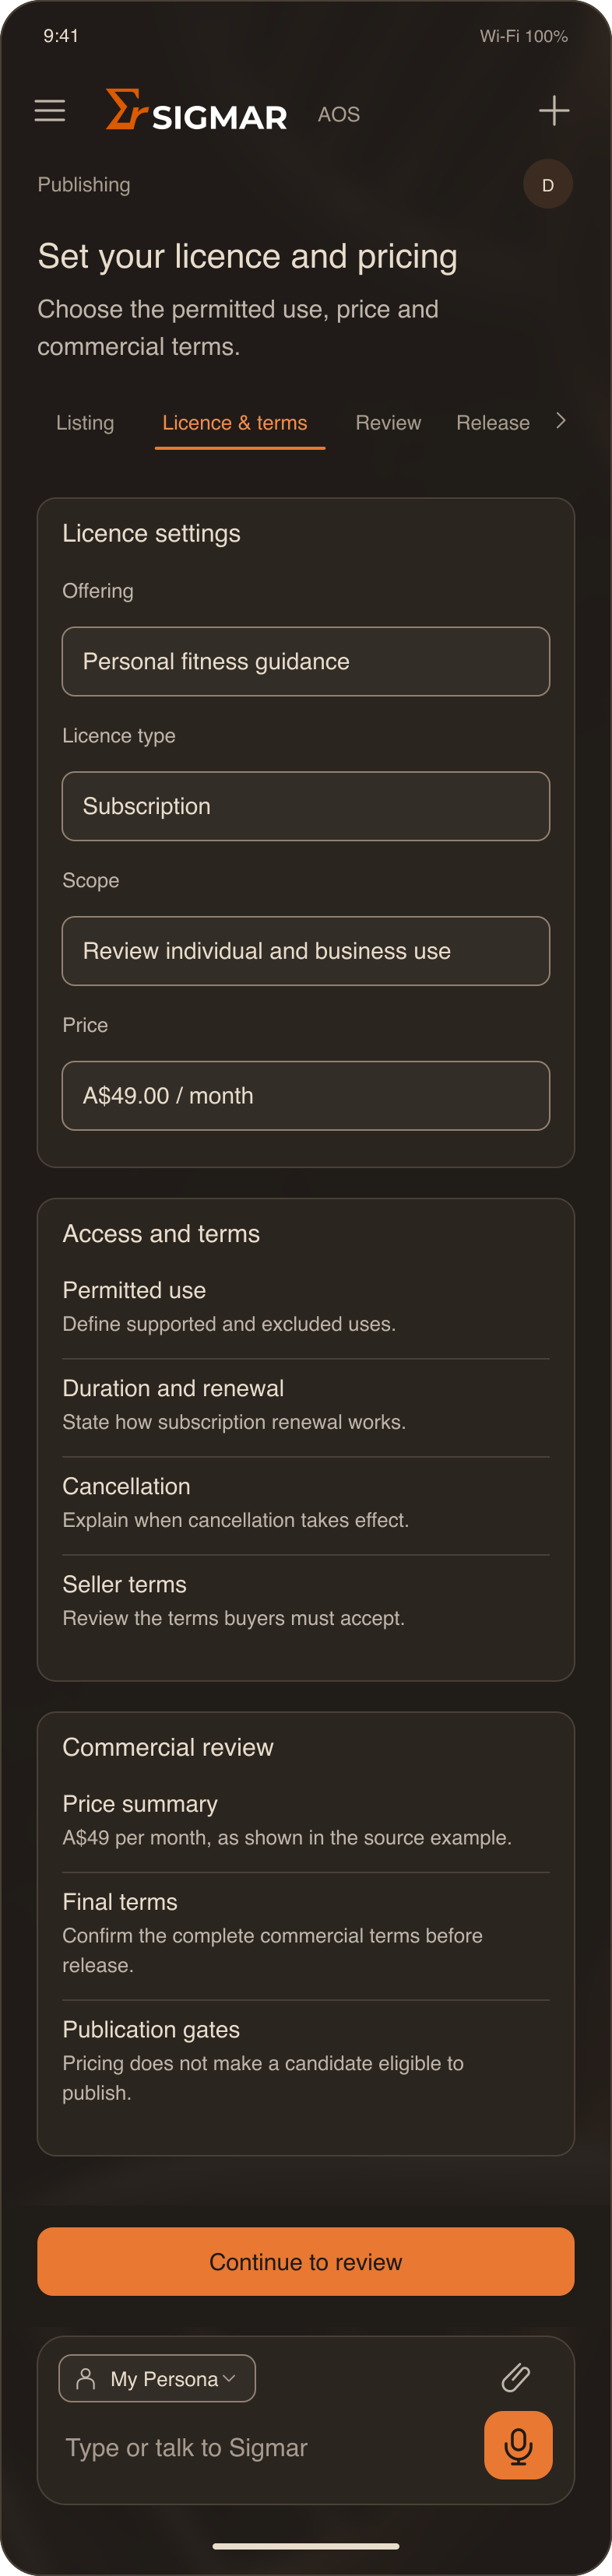 9:41
Wi-Fi 100%
Σr SIGMAR AOS
Publishing
D
Set your licence and pricing
Choose the permitted use, price and
commercial terms.
Listing
Licence & terms
Review
Release
Licence settings
Offering
Personal fitness guidance
Licence type
Subscription
Scope
Review individual and business use
Price
A$49.00 / month
Access and terms
Permitted use
Define supported and excluded uses.
Duration and renewal
State how subscription renewal works.
Cancellation
Explain when cancellation takes effect.
Seller terms
Review the terms buyers must accept.
Commercial review
Price summary
A$49 per month, as shown in the source example.
Final terms
Confirm the complete commercial terms before
release.
Publication gates
Pricing does not make a candidate eligible to
publish.
Continue to review
My Persona
Type or talk to Sigmar